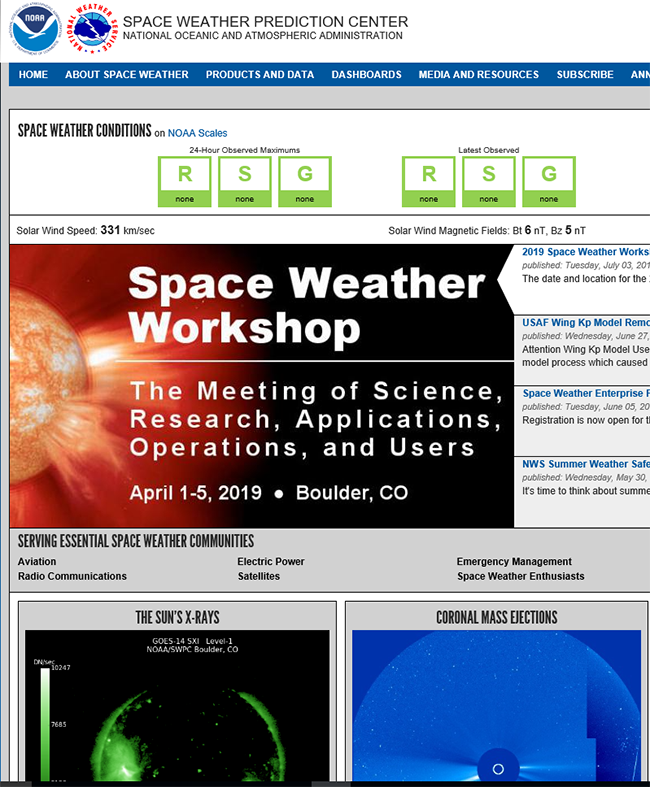 NOAA
NATIONAL WEATHER SERVICE
SPACE WEATHER PREDICTION CENTER
NATIONAL OCEANIC AND ATMOSPHERIC ADMINISTRATION
HOME ABOUT SPACE WEATHER PRODUCTS AND DATA DASHBOARDS MEDIA AND RESOURCES SUBSCRIBE ANN
SPACE WEATHER CONDITIONS on NOAA Scales
24-Hour Observed Maximums
R S G
none none none
Latest Observed
R S G
none none none
Solar Wind Speed: 331 km/sec
Solar Wind Magnetic Fields: Bt 6 nT, Bz 5 nT
Space Weather
Workshop
The Meeting of Science,
Research, Applications,
Operations, and Users
April 1-5, 2019 ● Boulder, CO
2019 Space Weather Works
published: Tuesday, July 03, 201
The date and location for the
USAF Wing Kp Model Remo
published: Wednesday, June 27,
Attention Wing Kp Model Use
model process which caused
Space Weather Enterprise F
published: Tuesday, June 05, 20
Registration is now open for t
NWS Summer Weather Safe
published: Wednesday, May 30,
It's time to think about summe
SERVING ESSENTIAL SPACE WEATHER COMMUNITIES
Aviation Electric Power Emergency Management
Radio Communications Satellites Space Weather Enthusiasts
THE SUN'S X-RAYS
GOES-14 SXI Level-1
NOAA/SWPC Boulder, CO
DN/sec
10247
7685
CORONAL MASS EJECTIONS